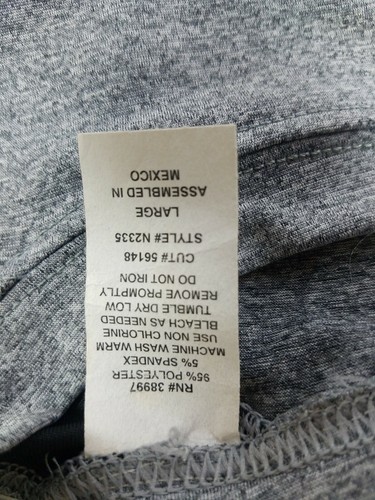 RN# 38997
95% POLYESTER
5% SPANDEX
MACHINE WASH WARM
USE NON CHLORINE
BLEACH AS NEEDED
TUMBLE DRY LOW
REMOVE PROMPTLY
DO NOT IRON
CUT# 56148
STYLE# N2335
LARGE
ASSEMBLED IN
MEXICO